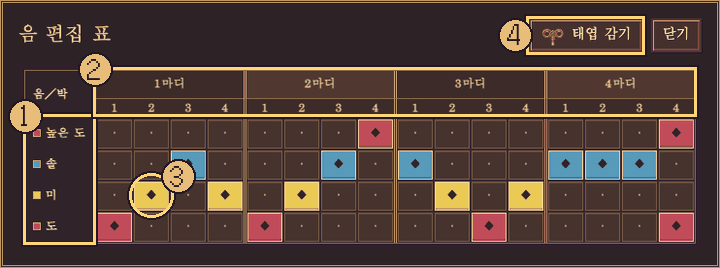 음 편집 표
4
태엽 감기
닫기
2
음/박
1마디
2마디
3마디
4마디
1 2 3 4 1 2 3 4 1 2 3 4 1 2 3 4
1
높은 도
솔
3
미
도